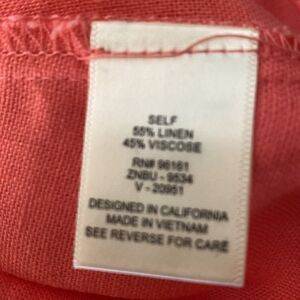 SELF
55% LINEN
45% VISCOSE
RN# 96161
ZNBU - 9534
V - 20951
DESIGNED IN CALIFORNIA
MADE IN VIETNAM
SEE REVERSE FOR CARE